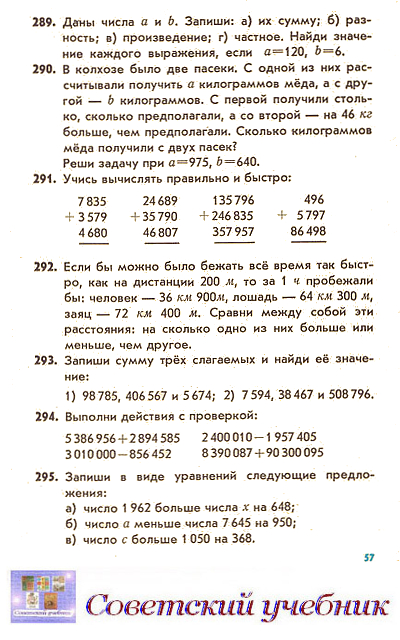 289. Даны числа a и b. Запиши: а) их сумму; б) раз-
ность; в) произведение; г) частное. Найди значе-
ние каждого выражения, если a=120, b=6.
290. В колхозе было две пасеки. С одной из них рас-
считывали получить a килограммов мёда, а с дру-
гой — b килограммов. С первой получили столь-
ко, сколько предполагали, а со второй — на 46 кг
больше, чем предполагали. Сколько килограммов
мёда получили с двух пасек?
Реши задачу при a=975, b=640.
291. Учись вычислять правильно и быстро:
7 835 24 689 135 796 496
+ 3 579 + 35 790 + 246 835 + 5 797
4 680 46 807 357 957 86 498
292. Если бы можно было бежать всё время так быст-
ро, как на дистанции 200 м, то за 1 ч пробежали
бы: человек — 36 км 900м, лошадь — 64 км 300 м,
заяц — 72 км 400 м. Сравни между собой эти
расстояния: на сколько одно из них больше или
меньше, чем другое.
293. Запиши сумму трёх слагаемых и найди её значе-
ние:
1) 98 785, 406 567 и 5 674; 2) 7 594, 38 467 и 508 796.
294. Выполни действия с проверкой:
5 386 956+2 894 585 2 400 010−1 957 405
3 010 000−856 452 8 390 087+90 300 095
295. Запиши в виде уравнений следующие предло-
жения:
а) число 1 962 больше числа x на 648;
б) число a меньше числа 7 645 на 950;
в) число c больше 1 050 на 368.
57
Советский учебник
Советский учебник